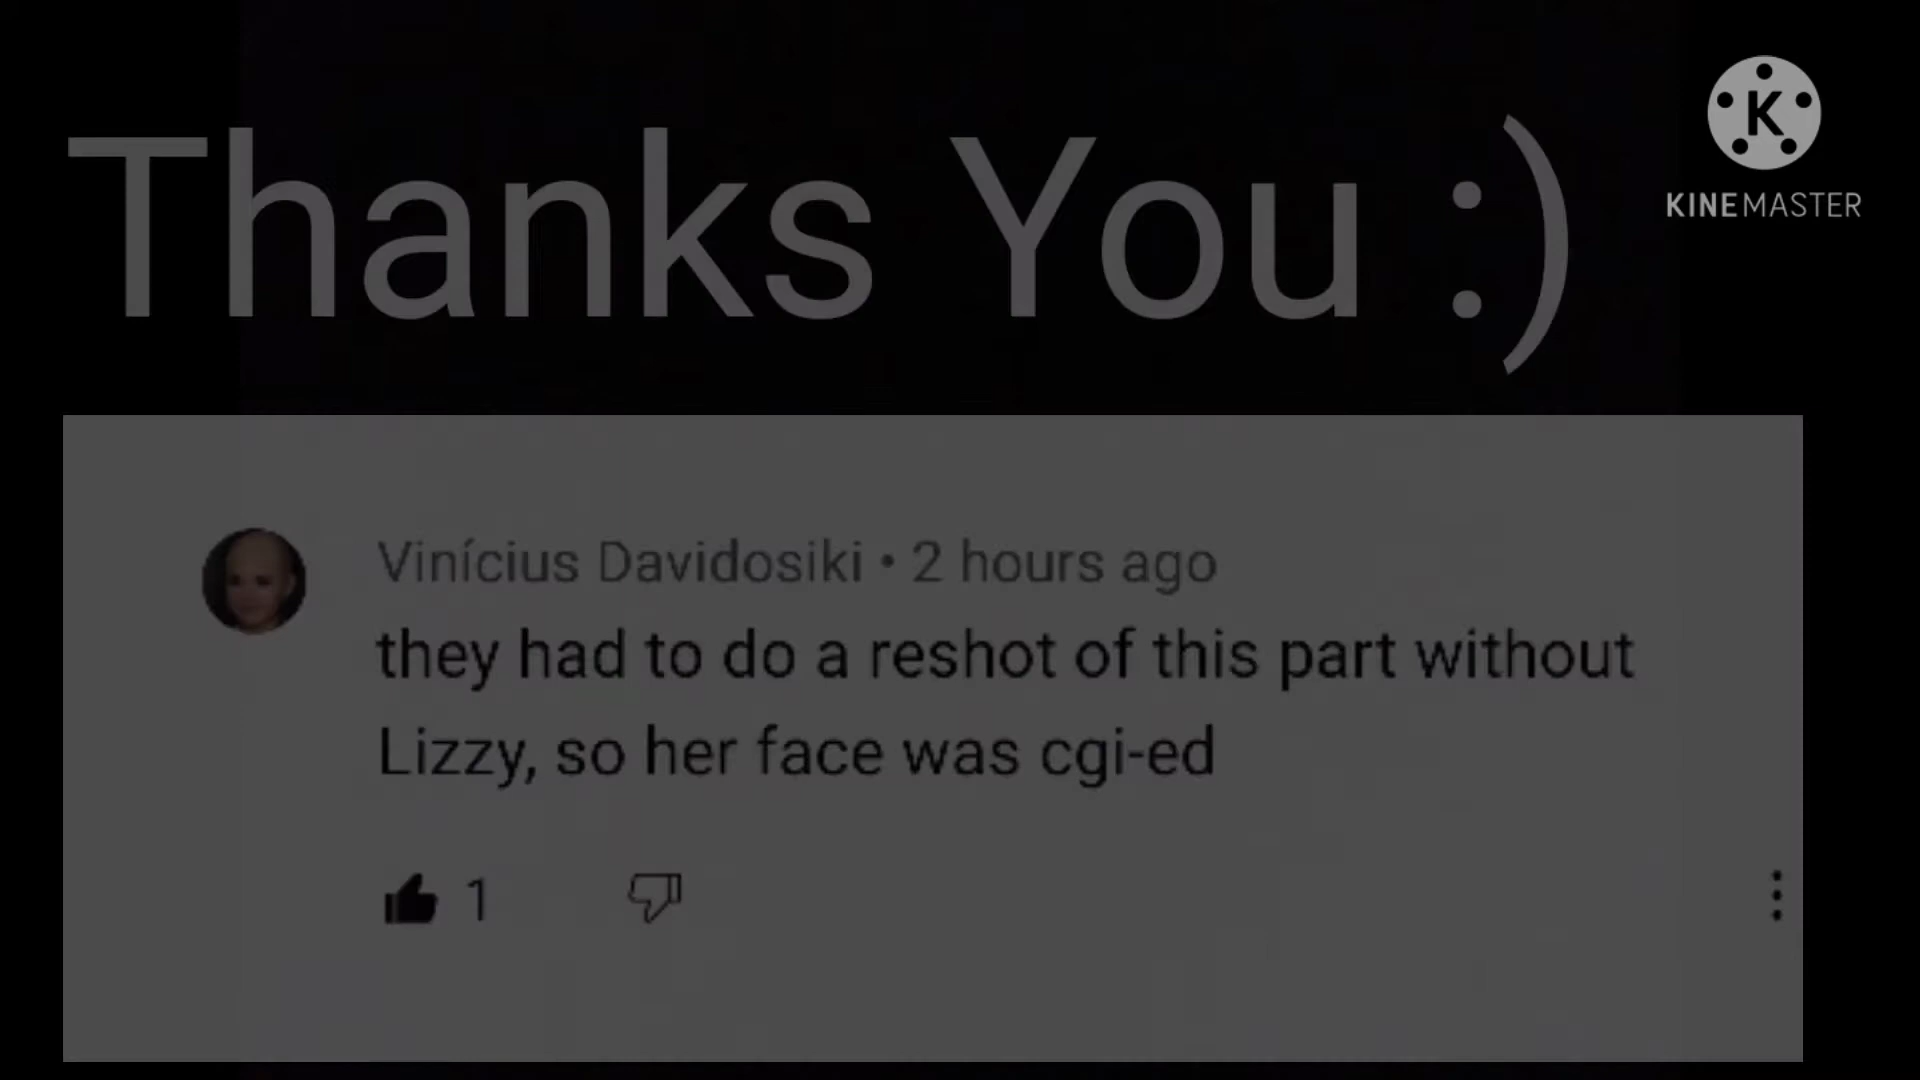 Thanks You :)
K
KINEMASTER
Vinícius Davidosiki • 2 hours ago
they had to do a reshot of this part without
Lizzy, so her face was cgi-ed
1